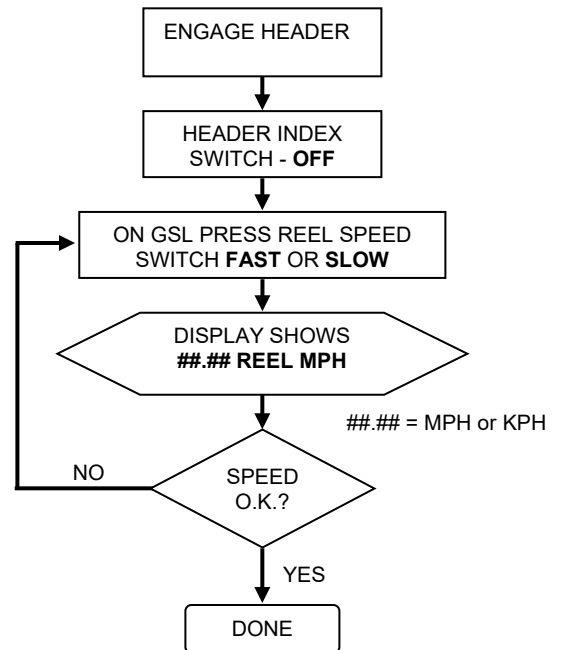 ENGAGE HEADER
HEADER INDEX
SWITCH - OFF
ON GSL PRESS REEL SPEED
SWITCH FAST OR SLOW
DISPLAY SHOWS
##.## REEL MPH
##.## = MPH or KPH
NO
SPEED
O.K.?
YES
DONE